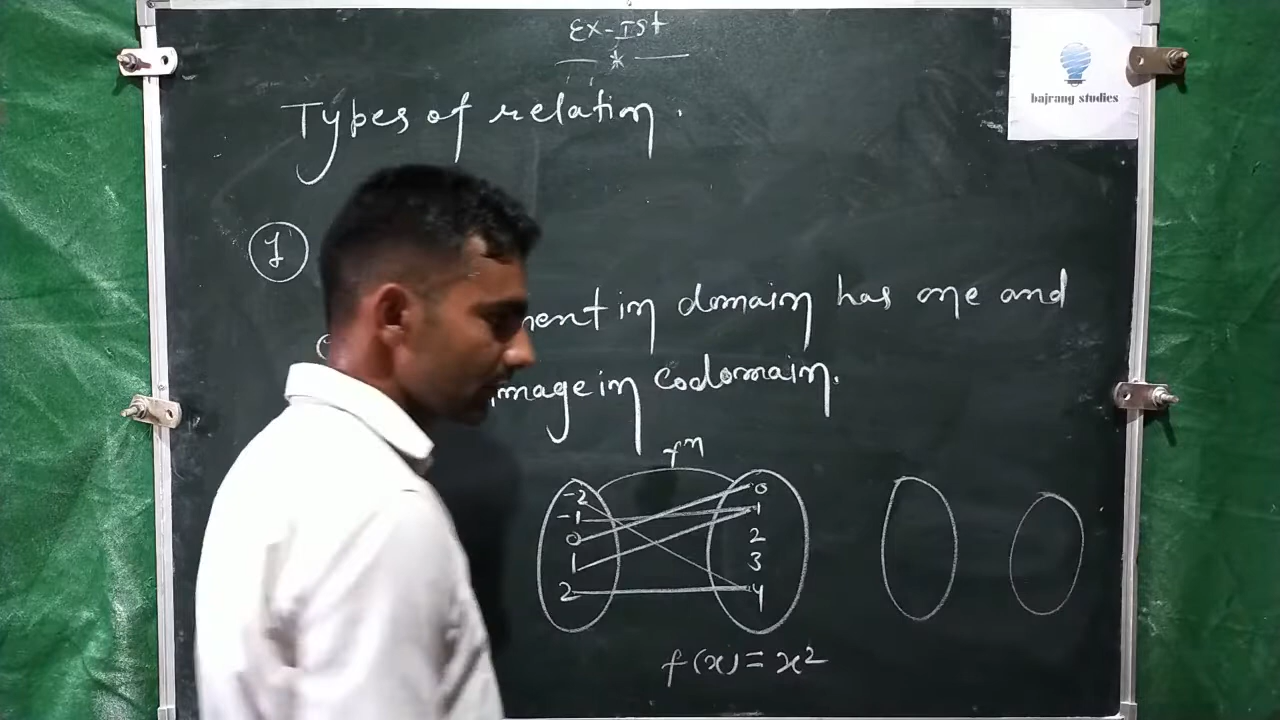 Ex-Ist
bajrang studies
Types of relation.
1
in domain has one and
image in codomain.
fn
-2 0
-1 1
0 2
1 3
2 4
f(x) = x2